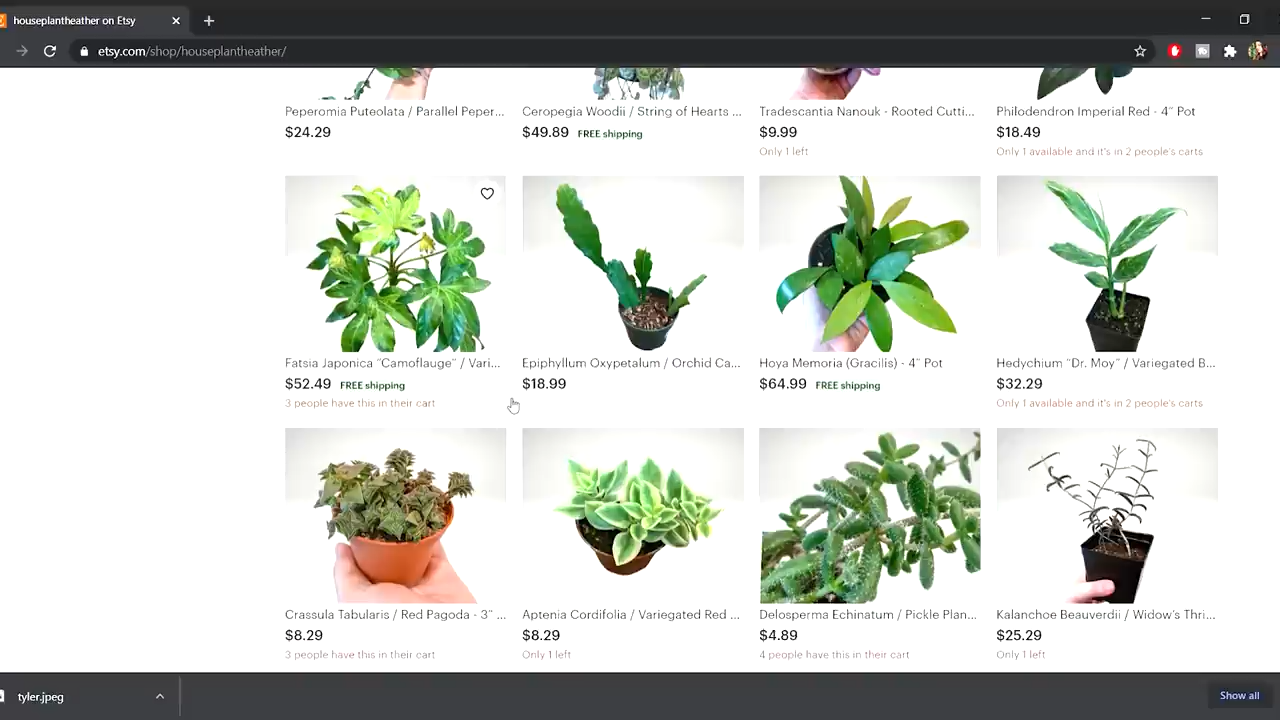 houseplantheather on Etsy
etsy.com/shop/houseplantheather/
Peperomia Puteolata / Parallel Peper...
$24.29
Ceropegia Woodii / String of Hearts ...
$49.89 FREE shipping
Tradescantia Nanouk - Rooted Cutti...
$9.99
Only 1 left
Philodendron Imperial Red - 4" Pot
$18.49
Only 1 available and it's in 2 people's carts
Fatsia Japonica "Camoflauge" / Vari...
$52.49 FREE shipping
3 people have this in their cart
Epiphyllum Oxypetalum / Orchid Ca...
$18.99
Hoya Memoria (Gracilis) - 4" Pot
$64.99 FREE shipping
Hedychium "Dr. Moy" / Variegated B...
$32.29
Only 1 available and it's in 2 people's carts
Crassula Tabularis / Red Pagoda - 3" ...
$8.29
3 people have this in their cart
Aptenia Cordifolia / Variegated Red ...
$8.29
Only 1 left
Delosperma Echinatum / Pickle Plan...
$4.89
4 people have this in their cart
Kalanchoe Beauverdii / Widow's Thri...
$25.29
Only 1 left
tyler.jpeg
Show all